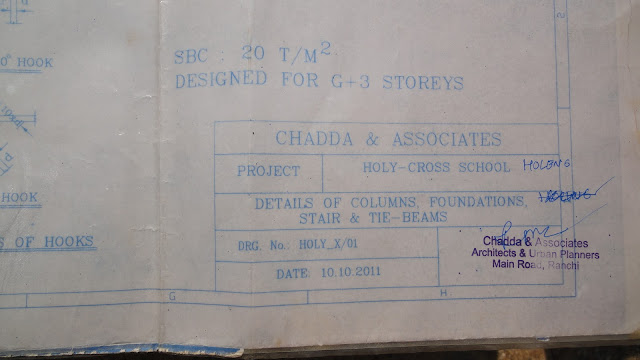 0° HOOK
HOOK
S OF HOOKS
SBC : 20 T/M²
DESIGNED FOR G+3 STOREYS
CHADDA & ASSOCIATES
PROJECT HOLY-CROSS SCHOOL HOLENG
DETAILS OF COLUMNS, FOUNDATIONS,
STAIR & TIE-BEAMS
DRG. No.: HOLY_X/01
DATE: 10.10.2011
Chadda & Associates
Architects & Urban Planners
Main Road, Ranchi
G H
2